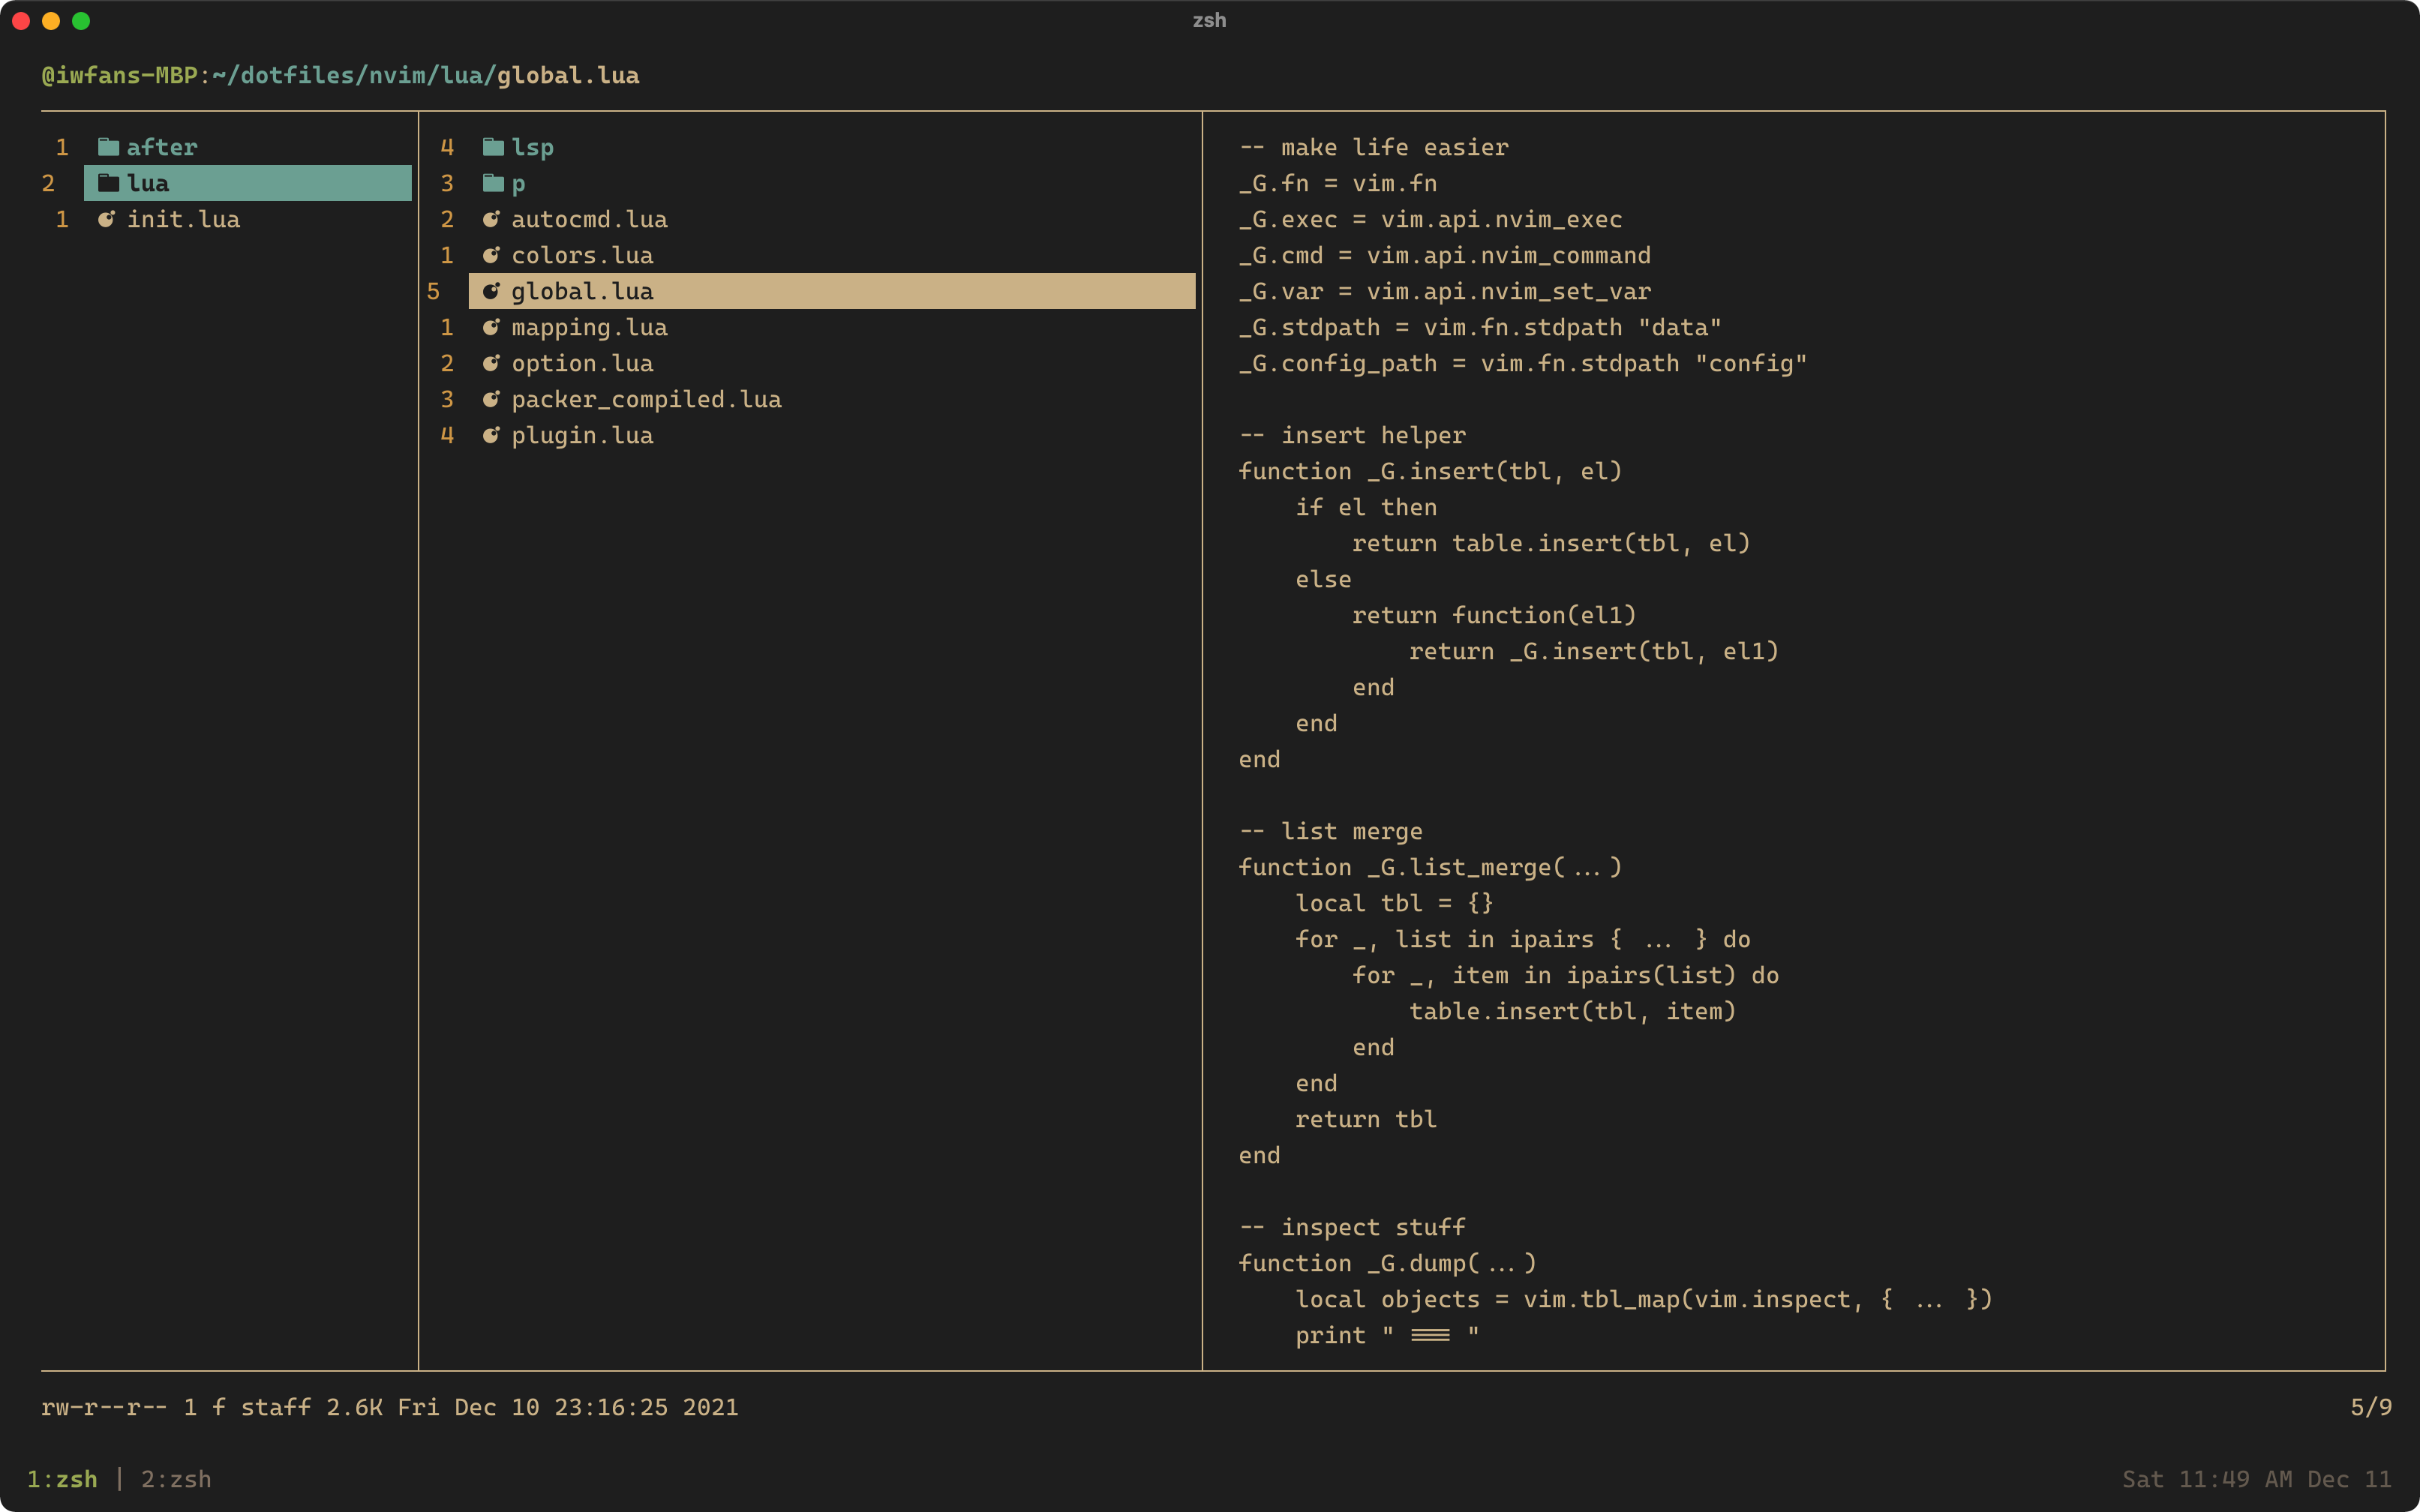 zsh
@iwfans-MBP:~/dotfiles/nvim/lua/global.lua
1 after
2 lua
1 init.lua
4 lsp
3 p
2 autocmd.lua
1 colors.lua
5 global.lua
1 mapping.lua
2 option.lua
3 packer_compiled.lua
4 plugin.lua
-- make life easier
_G.fn = vim.fn
_G.exec = vim.api.nvim_exec
_G.cmd = vim.api.nvim_command
_G.var = vim.api.nvim_set_var
_G.stdpath = vim.fn.stdpath "data"
_G.config_path = vim.fn.stdpath "config"
-- insert helper
function _G.insert(tbl, el)
    if el then
        return table.insert(tbl, el)
    else
        return function(el1)
            return _G.insert(tbl, el1)
        end
    end
end
-- list merge
function _G.list_merge(...)
    local tbl = {}
    for _, list in ipairs { ... } do
        for _, item in ipairs(list) do
            table.insert(tbl, item)
        end
    end
    return tbl
end
-- inspect stuff
function _G.dump(...)
    local objects = vim.tbl_map(vim.inspect, { ... })
    print " === "
rw-r--r-- 1 f staff 2.6K Fri Dec 10 23:16:25 2021
5/9
1:zsh | 2:zsh
Sat 11:49 AM Dec 11